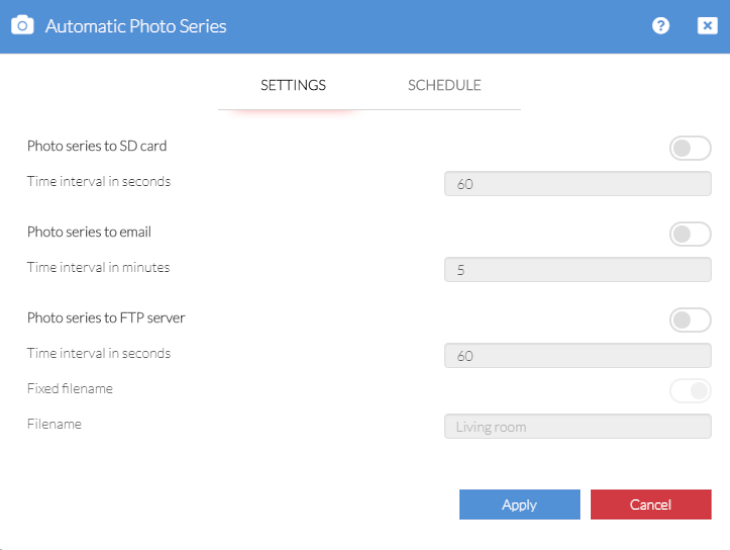 Automatic Photo Series
?
SETTINGS SCHEDULE
Photo series to SD card
Time interval in seconds 60
Photo series to email
Time interval in minutes 5
Photo series to FTP server
Time interval in seconds 60
Fixed filename
Filename Living room
Apply Cancel